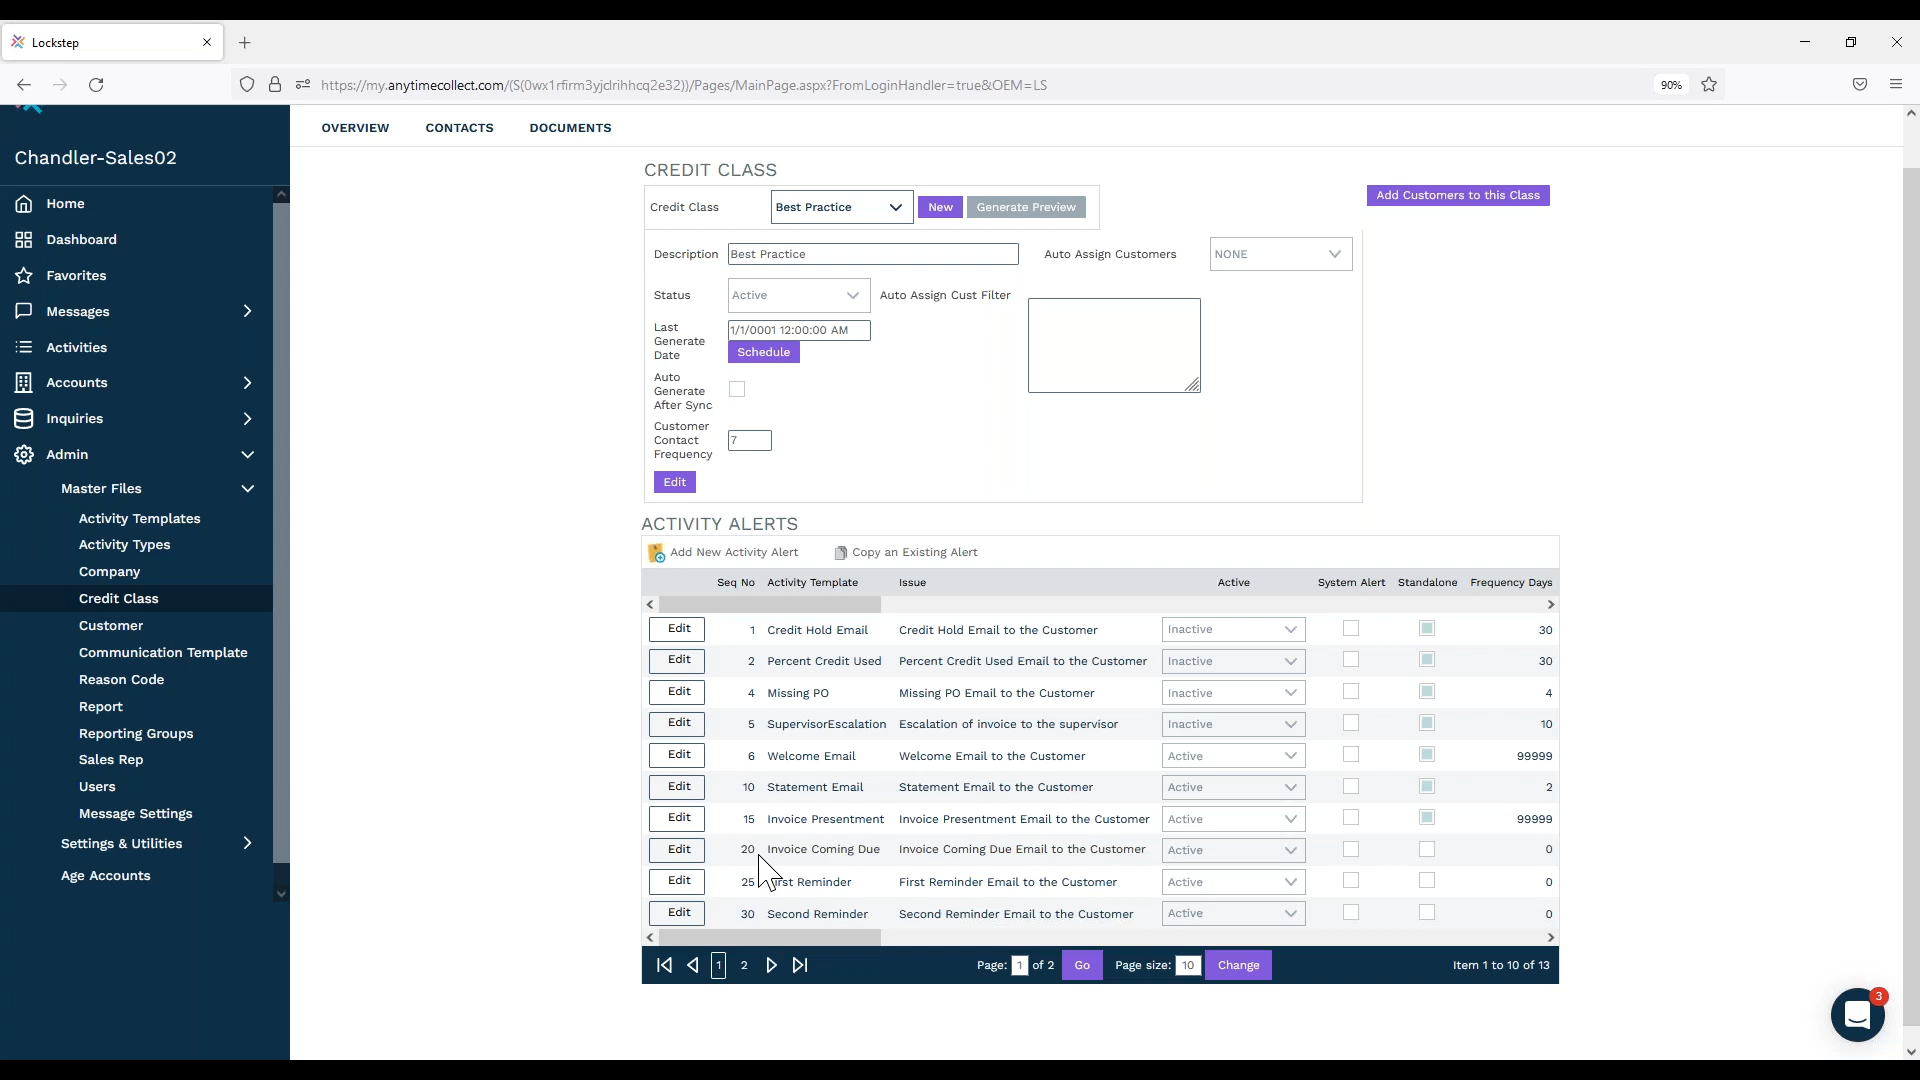 Lockstep
https://my.anytimecollect.com/(S(0wx1rfirm3yjdrihhcq2e32))/Pages/MainPage.aspx?FromLoginHandler=true&OEM=LS
90%
Chandler-Sales02
Home
Dashboard
Favorites
Messages
Activities
Accounts
Inquiries
Admin
Master Files
Activity Templates
Activity Types
Company
Credit Class
Customer
Communication Template
Reason Code
Report
Reporting Groups
Sales Rep
Users
Message Settings
Settings & Utilities
Age Accounts
OVERVIEW CONTACTS DOCUMENTS
CREDIT CLASS
Credit Class Best Practice New Generate Preview
Add Customers to this Class
Description Best Practice Auto Assign Customers NONE
Status Active Auto Assign Cust Filter
Last Generate Date 1/1/0001 12:00:00 AM
Schedule
Auto Generate After Sync
Customer Contact Frequency 7
Edit
ACTIVITY ALERTS
Add New Activity Alert Copy an Existing Alert
Seq No Activity Template Issue Active System Alert Standalone Frequency Days
Edit 1 Credit Hold Email Credit Hold Email to the Customer Inactive 30
Edit 2 Percent Credit Used Percent Credit Used Email to the Customer Inactive 30
Edit 4 Missing PO Missing PO Email to the Customer Inactive 4
Edit 5 SupervisorEscalation Escalation of invoice to the supervisor Inactive 10
Edit 6 Welcome Email Welcome Email to the Customer Active 99999
Edit 10 Statement Email Statement Email to the Customer Active 2
Edit 15 Invoice Presentment Invoice Presentment Email to the Customer Active 99999
Edit 20 Invoice Coming Due Invoice Coming Due Email to the Customer Active 0
Edit 25 First Reminder First Reminder Email to the Customer Active 0
Edit 30 Second Reminder Second Reminder Email to the Customer Active 0
1 2 Page: 1 of 2 Go Page size: 10 Change Item 1 to 10 of 13
3